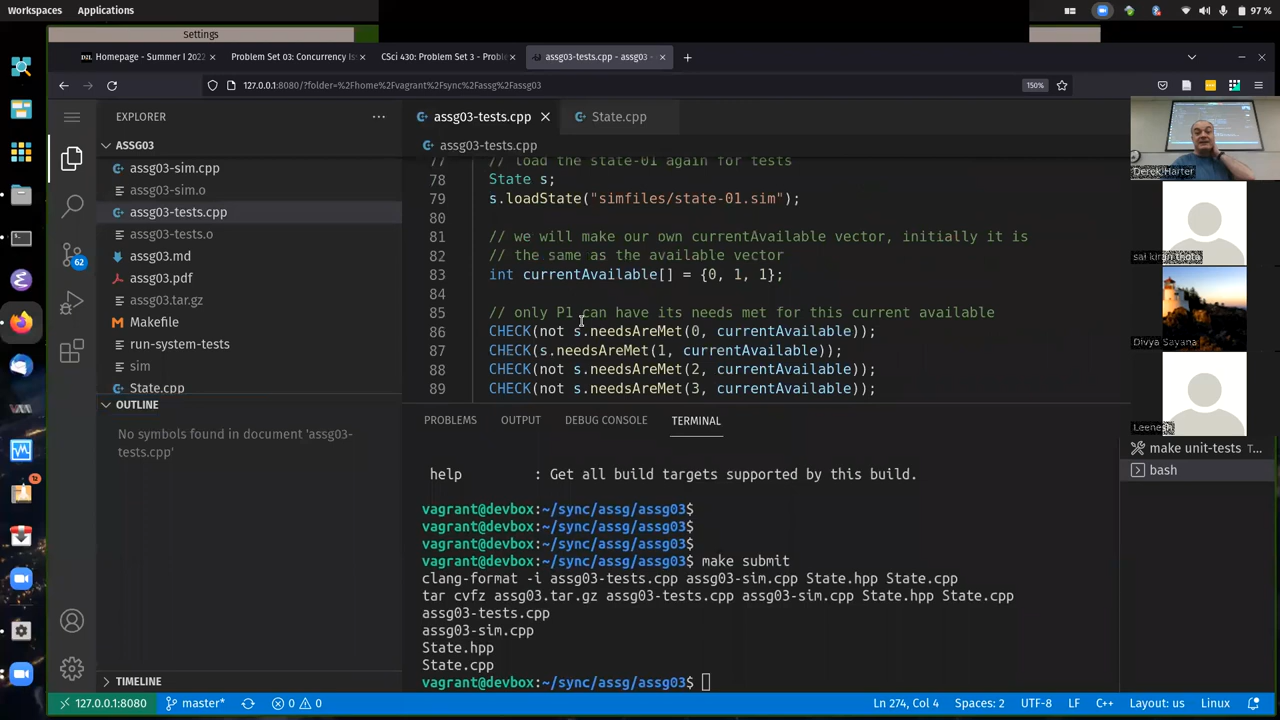 Workspaces
Applications
97 %
Settings
Homepage - Summer I 2022
Problem Set 03: Concurrency Is
CSci 430: Problem Set 3 - Proble
assg03-tests.cpp - assg03 -
127.0.0.1:8080/?folder=%2Fhome%2Fvagrant%2Fsync%2Fassg%2Fassg03
150%
EXPLORER
ASSG03
assg03-sim.cpp
assg03-sim.o
assg03-tests.cpp
assg03-tests.o
assg03.md
assg03.pdf
assg03.tar.gz
Makefile
run-system-tests
sim
State.cpp
62
OUTLINE
No symbols found in document 'assg03-
tests.cpp'
TIMELINE
assg03-tests.cpp
State.cpp
assg03-tests.cpp
77 // load the state-01 again for tests
78 State s;
79 s.loadState("simfiles/state-01.sim");
80
81 // we will make our own currentAvailable vector, initially it is
82 // the same as the available vector
83 int currentAvailable[] = {0, 1, 1};
84
85 // only P1 can have its needs met for this current available
86 CHECK(not s.needsAreMet(0, currentAvailable));
87 CHECK(s.needsAreMet(1, currentAvailable));
88 CHECK(not s.needsAreMet(2, currentAvailable));
89 CHECK(not s.needsAreMet(3, currentAvailable));
PROBLEMS
OUTPUT
DEBUG CONSOLE
TERMINAL
help : Get all build targets supported by this build.
vagrant@devbox:~/sync/assg/assg03$
vagrant@devbox:~/sync/assg/assg03$
vagrant@devbox:~/sync/assg/assg03$
vagrant@devbox:~/sync/assg/assg03$ make submit
clang-format -i assg03-tests.cpp assg03-sim.cpp State.hpp State.cpp
tar cvfz assg03.tar.gz assg03-tests.cpp assg03-sim.cpp State.hpp State.cpp
assg03-tests.cpp
assg03-sim.cpp
State.hpp
State.cpp
vagrant@devbox:~/sync/assg/assg03$
make unit-tests T...
bash
Derek Harter
sai kiran thota
Divya Sayana
Leenesh
12
127.0.0.1:8080
master*
0
0
Ln 274, Col 4
Spaces: 2
UTF-8
LF
C++
Layout: us
Linux